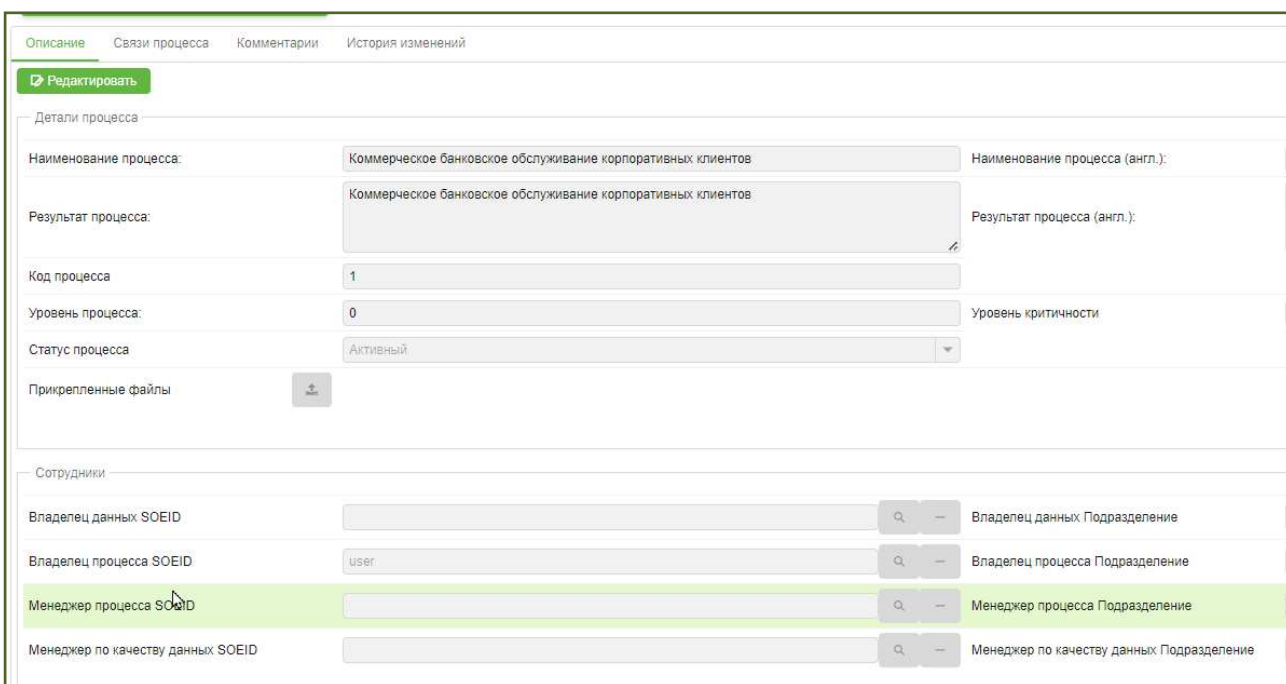 Описание Связи процесса Комментарии История изменений
Редактировать
Детали процесса
Наименование процесса: Коммерческое банковское обслуживание корпоративных клиентов Наименование процесса (англ.):
Результат процесса: Коммерческое банковское обслуживание корпоративных клиентов Результат процесса (англ.):
Код процесса 1
Уровень процесса: 0 Уровень критичности
Статус процесса Активный
Прикрепленные файлы
Сотрудники
Владелец данных SOEID Владелец данных Подразделение
Владелец процесса SOEID user Владелец процесса Подразделение
Менеджер процесса SOEID Менеджер процесса Подразделение
Менеджер по качеству данных SOEID Менеджер по качеству данных Подразделение